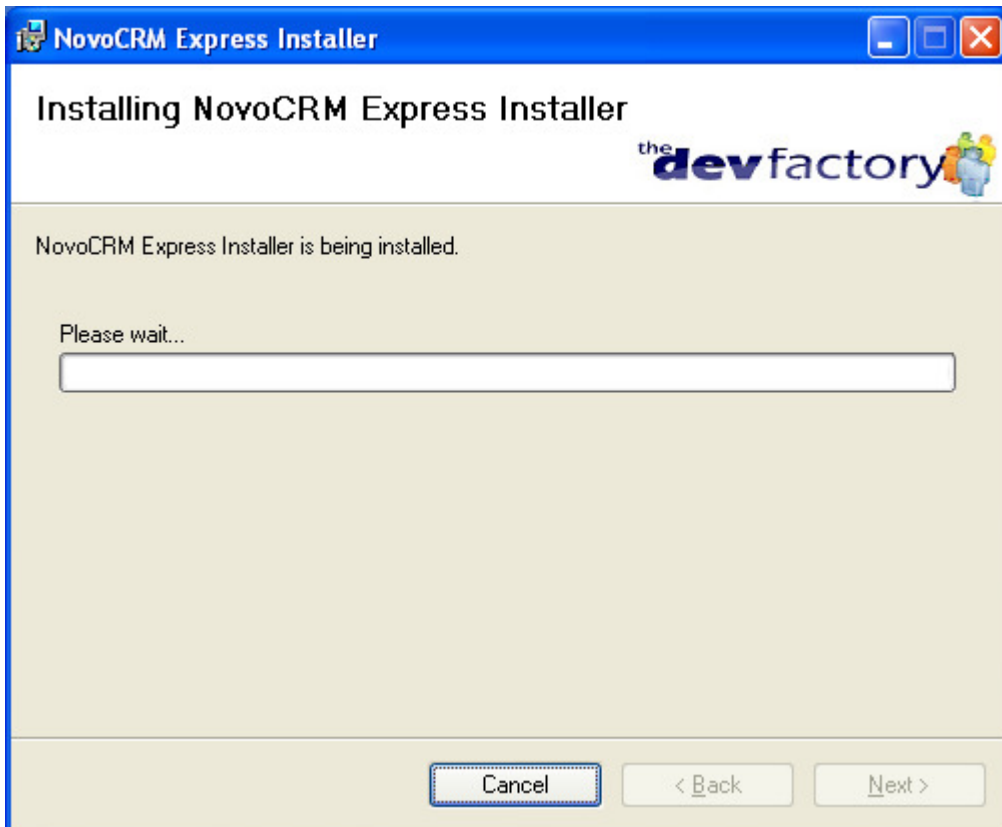 NovoCRM Express Installer
Installing NovoCRM Express Installer
the devfactory
NovoCRM Express Installer is being installed.
Please wait...
Cancel
< Back
Next >